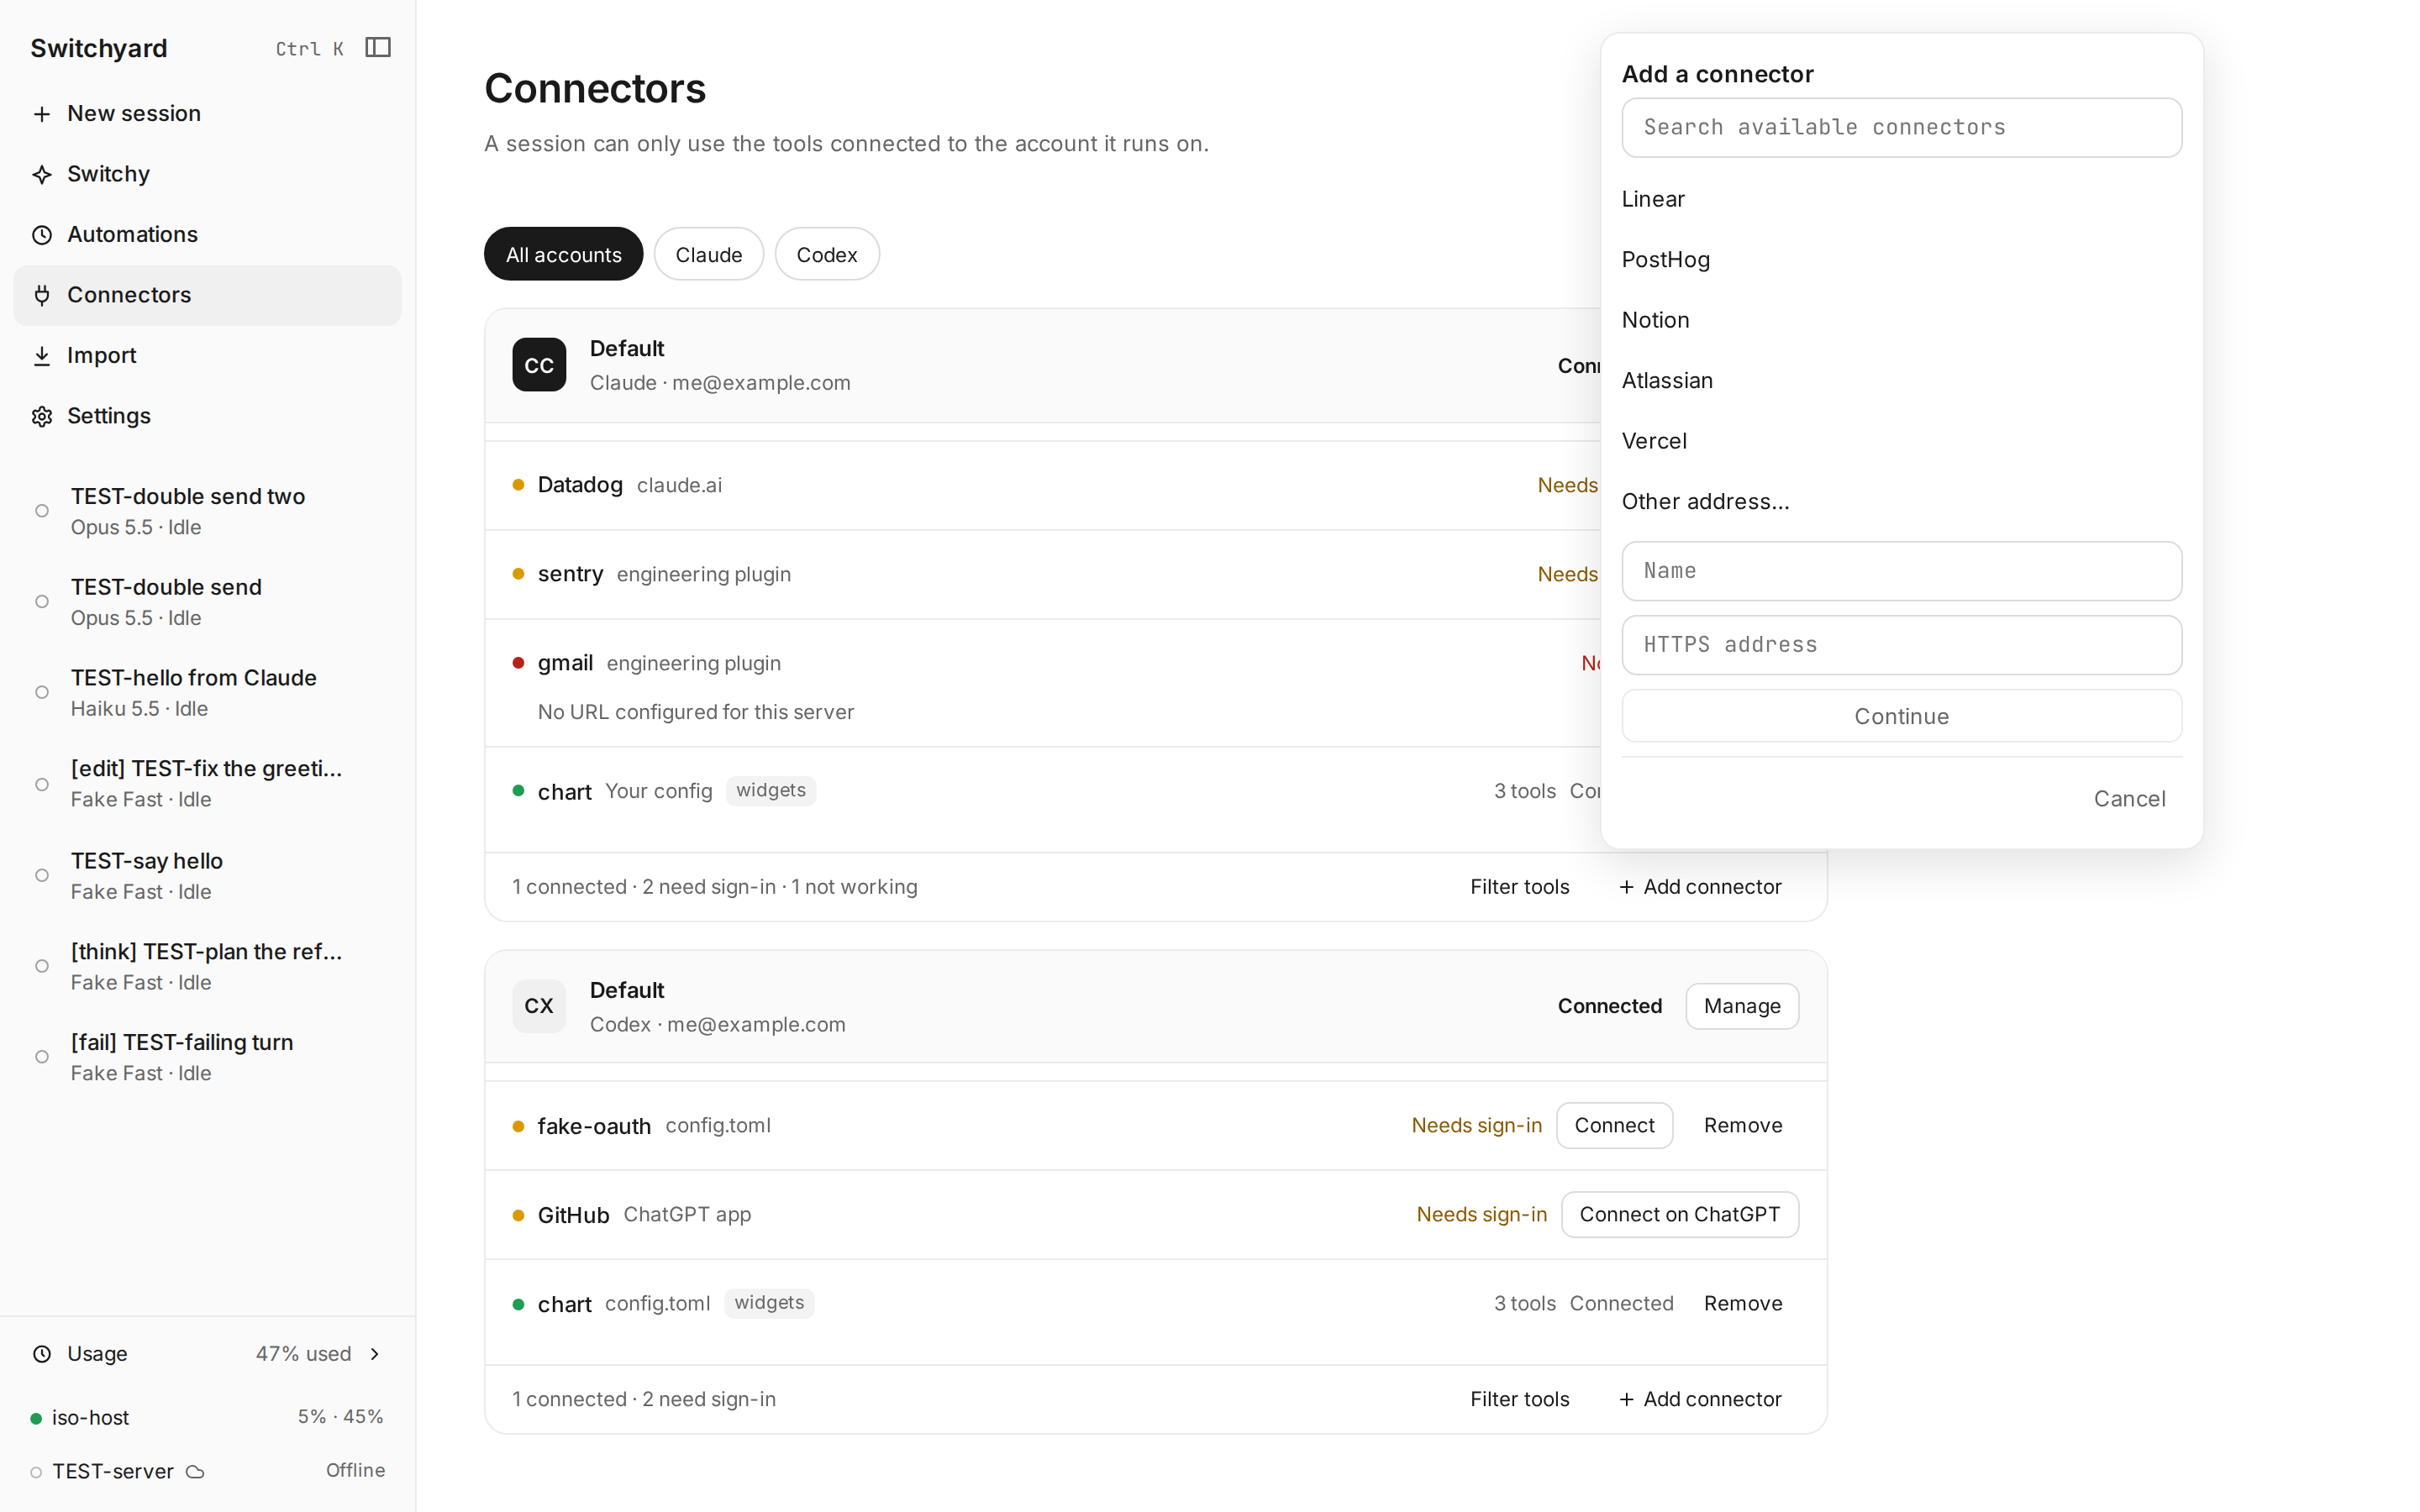 Switchyard
Ctrl K
New session
Switchy
Automations
Connectors
Import
Settings
TEST-double send two
Opus 5.5 · Idle
TEST-double send
Opus 5.5 · Idle
TEST-hello from Claude
Haiku 5.5 · Idle
[edit] TEST-fix the greeti...
Fake Fast · Idle
TEST-say hello
Fake Fast · Idle
[think] TEST-plan the ref...
Fake Fast · Idle
[fail] TEST-failing turn
Fake Fast · Idle
Usage 47% used
iso-host 5% · 45%
TEST-server Offline
Connectors
A session can only use the tools connected to the account it runs on.
All accounts Claude Codex
CC
Default
Claude · me@example.com
Datadog claude.ai Needs
sentry engineering plugin Needs
gmail engineering plugin
No URL configured for this server
chart Your config widgets 3 tools
1 connected · 2 need sign-in · 1 not working Filter tools + Add connector
CX
Default
Codex · me@example.com
Connected Manage
fake-oauth config.toml Needs sign-in Connect Remove
GitHub ChatGPT app Needs sign-in Connect on ChatGPT
chart config.toml widgets 3 tools Connected Remove
1 connected · 2 need sign-in Filter tools + Add connector
Add a connector
Search available connectors
Linear
PostHog
Notion
Atlassian
Vercel
Other address...
Name
HTTPS address
Continue
Cancel